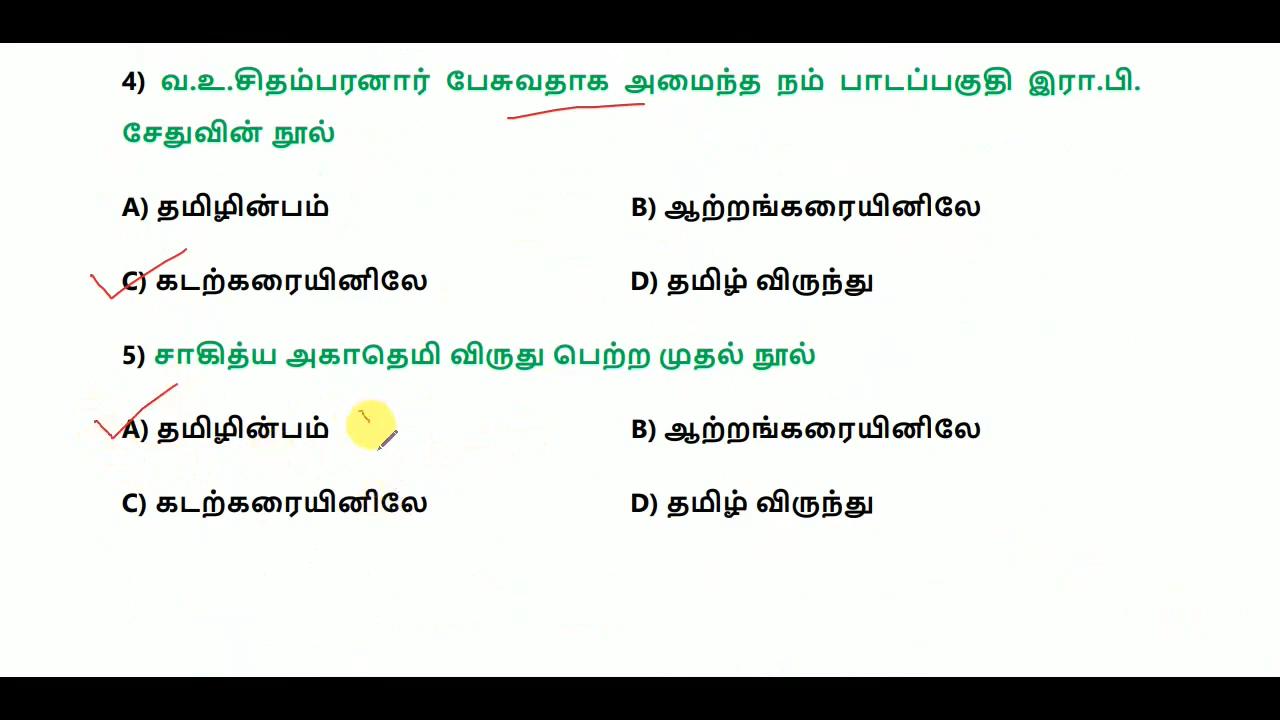 4) வ.உ.சிதம்பரனார் பேசுவதாக அமைந்த நம் பாடப்பகுதி இரா.பி.
சேதுவின் நூல்
A) தமிழின்பம் B) ஆற்றங்கரையினிலே
C) கடற்கரையினிலே D) தமிழ் விருந்து
5) சாகித்ய அகாதெமி விருது பெற்ற முதல் நூல்
A) தமிழின்பம் B) ஆற்றங்கரையினிலே
C) கடற்கரையினிலே D) தமிழ் விருந்து